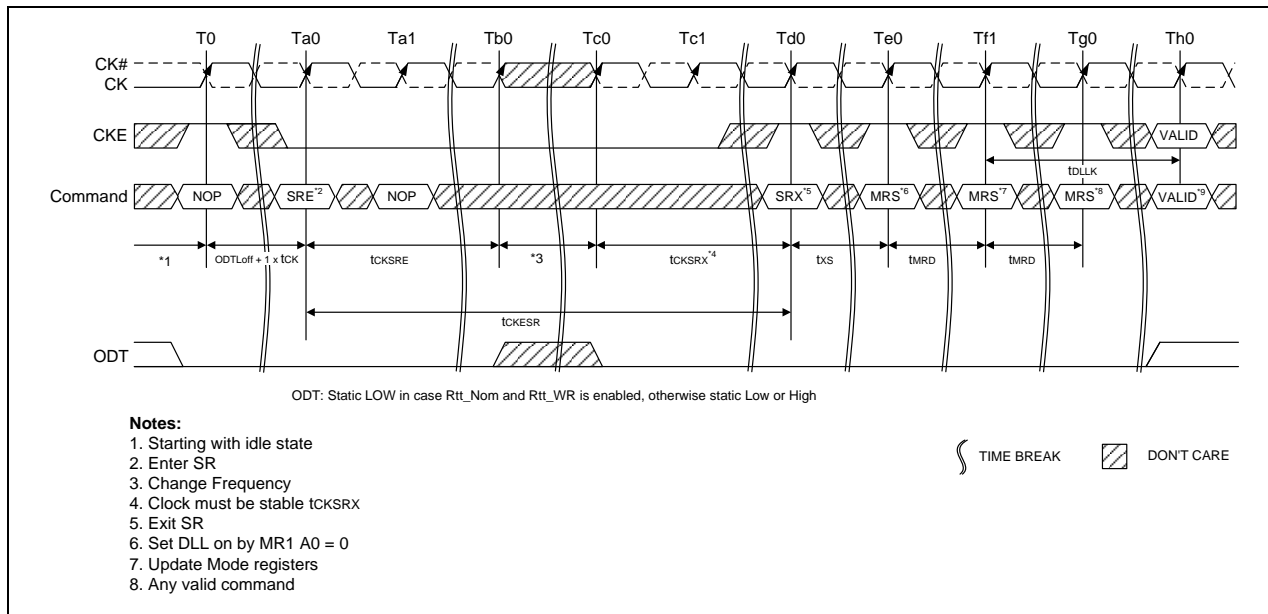 T0 Ta0 Ta1 Tb0 Tc0 Tc1 Td0 Te0 Tf1 Tg0 Th0
CK#
CK
CKE
VALID
tDLLK
Command
NOP SRE*2 NOP SRX*5 MRS*6 MRS*7 MRS*8 VALID*9
*1 ODTLoff + 1 x tCK tCKSRE *3 tCKSRX*4 tXS tMRD tMRD
tCKESR
ODT
ODT: Static LOW in case Rtt_Nom and Rtt_WR is enabled, otherwise static Low or High
Notes:
1. Starting with idle state
2. Enter SR
3. Change Frequency
4. Clock must be stable tCKSRX
5. Exit SR
6. Set DLL on by MR1 A0 = 0
7. Update Mode registers
8. Any valid command
TIME BREAK DON'T CARE